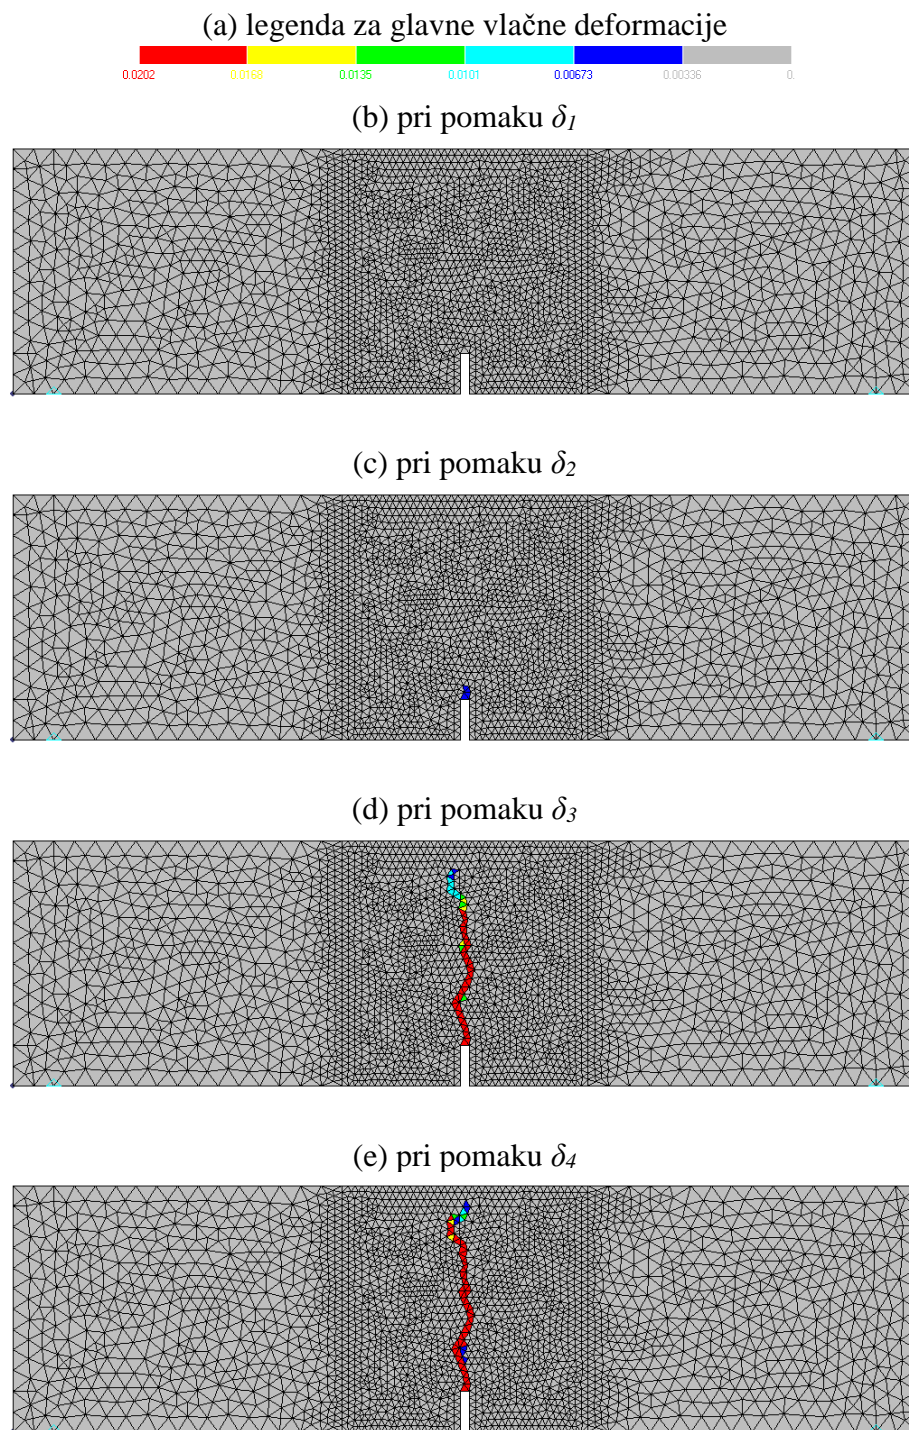 (a) legenda za glavne vlačne deformacije
0.0202 0.0168 0.0135 0.0101 0.00673 0.00336 0.
(b) pri pomaku δ1
(c) pri pomaku δ2
(d) pri pomaku δ3
(e) pri pomaku δ4